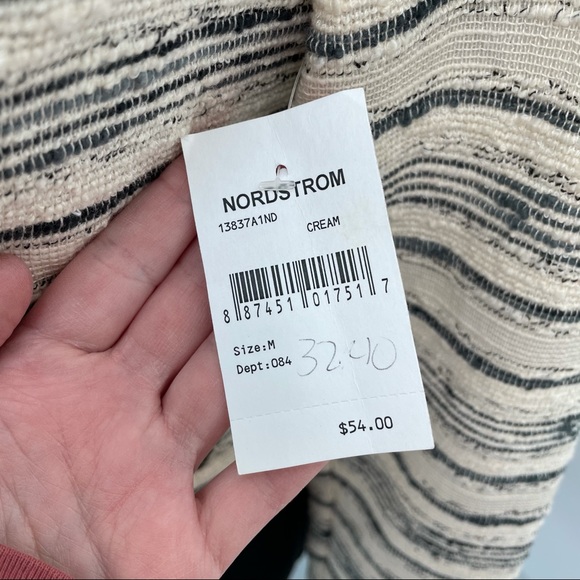 NORDSTROM
13837A1ND CREAM
8 87451 01751 7
Size:M
Dept:084 32.40
$54.00